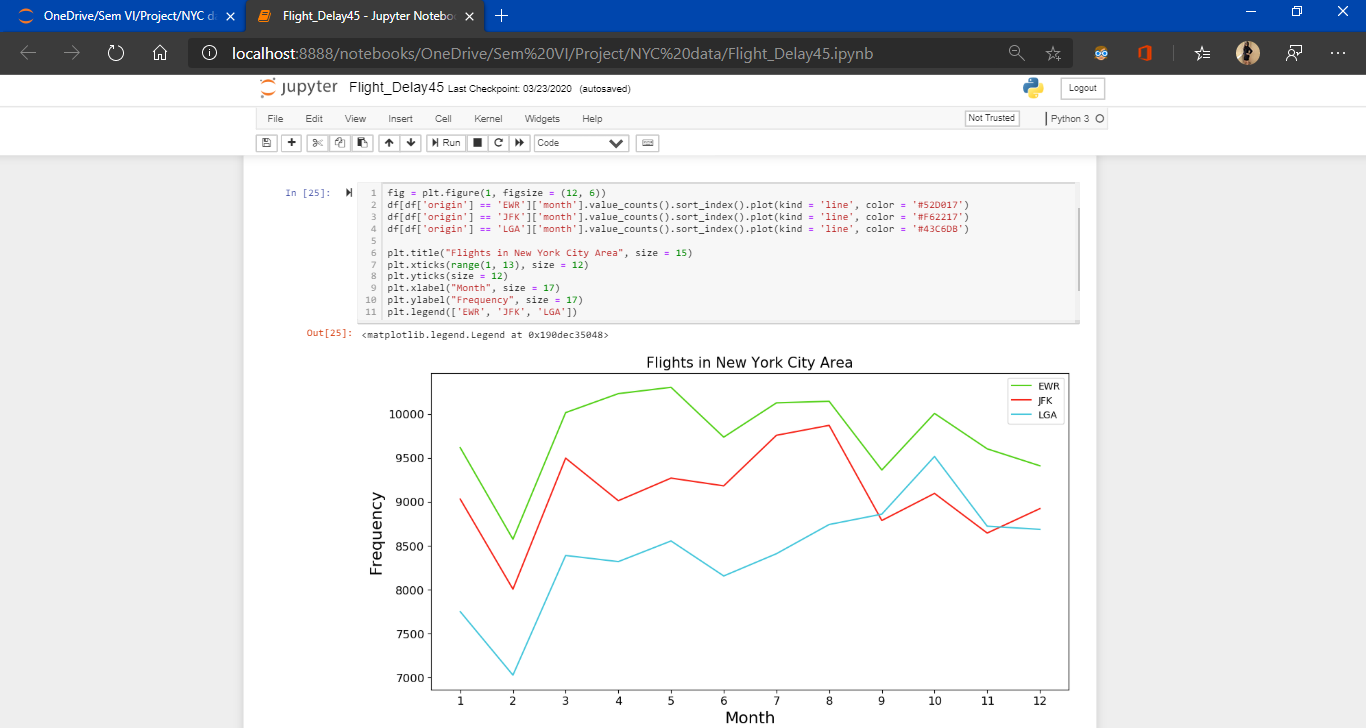 OneDrive/Sem VI/Project/NYC d
Flight_Delay45 - Jupyter Notebo
localhost:8888/notebooks/OneDrive/Sem%20VI/Project/NYC%20data/Flight_Delay45.ipynb
jupyter Flight_Delay45 Last Checkpoint: 03/23/2020 (autosaved)
Logout
File Edit View Insert Cell Kernel Widgets Help
Not Trusted
Python 3
Run
Code
In [25]:
1 fig = plt.figure(1, figsize = (12, 6))
2 df[df['origin'] == 'EWR']['month'].value_counts().sort_index().plot(kind = 'line', color = '#52D017')
3 df[df['origin'] == 'JFK']['month'].value_counts().sort_index().plot(kind = 'line', color = '#F62217')
4 df[df['origin'] == 'LGA']['month'].value_counts().sort_index().plot(kind = 'line', color = '#43C6DB')
5
6 plt.title("Flights in New York City Area", size = 15)
7 plt.xticks(range(1, 13), size = 12)
8 plt.yticks(size = 12)
9 plt.xlabel("Month", size = 17)
10 plt.ylabel("Frequency", size = 17)
11 plt.legend(['EWR', 'JFK', 'LGA'])
Out[25]: <matplotlib.legend.Legend at 0x190dec35048>
Flights in New York City Area
EWR
JFK
LGA
10000
9500
9000
8500
8000
7500
7000
Frequency
1 2 3 4 5 6 7 8 9 10 11 12
Month